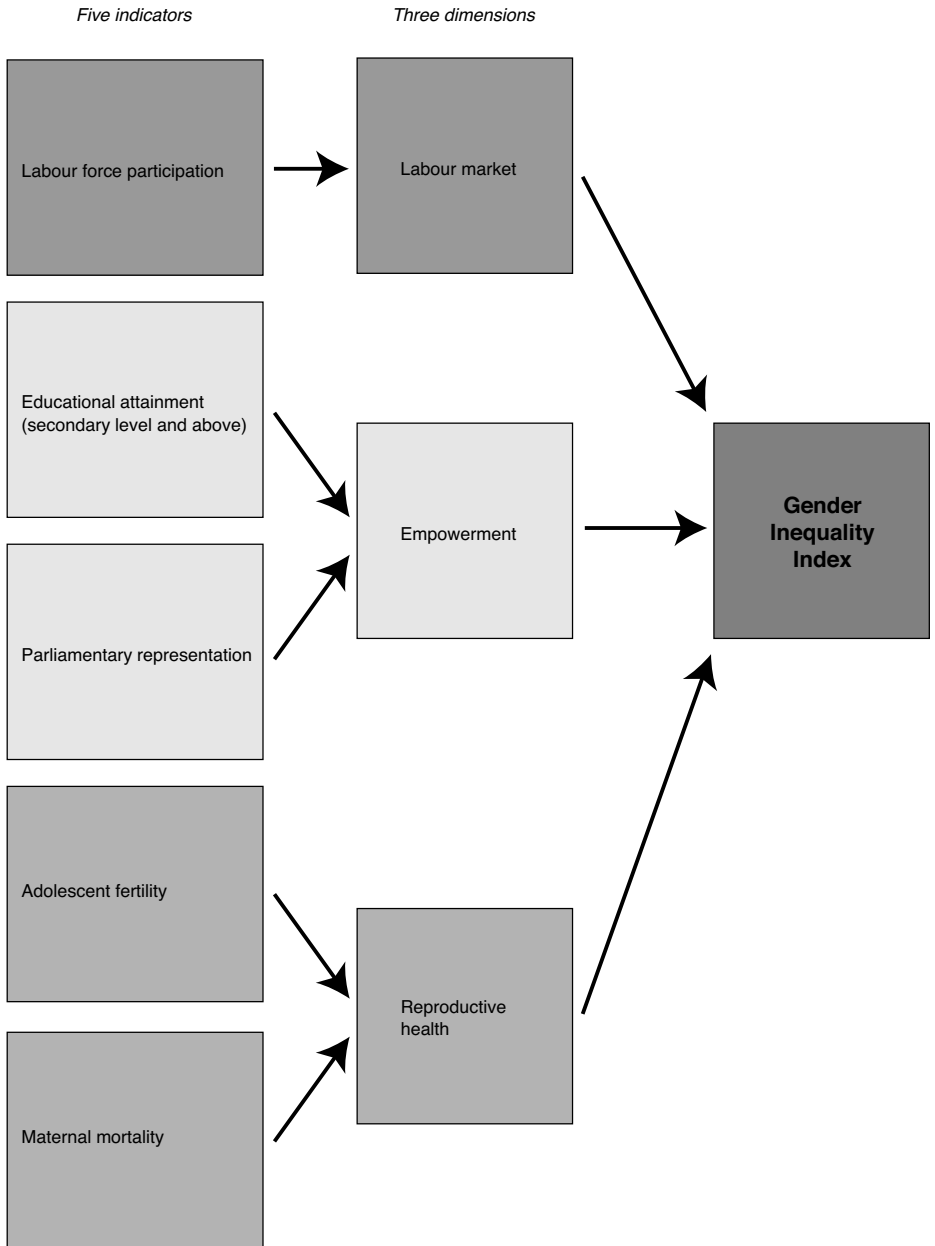 Five indicators
Three dimensions
Labour force participation
Labour market
Educational attainment
(secondary level and above)
Empowerment
Gender
Inequality
Index
Parliamentary representation
Adolescent fertility
Reproductive
health
Maternal mortality